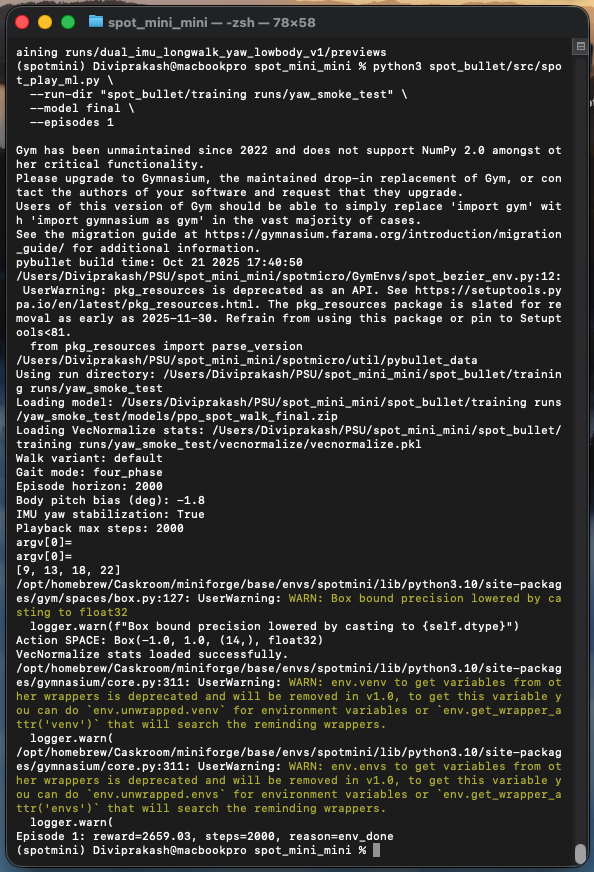 spot_mini_mini — -zsh — 78×58
aining runs/dual_imu_longwalk_yaw_lowbody_v1/previews
(spotmini) Diviprakash@macbookpro spot_mini_mini % python3 spot_bullet/src/spo
t_play_ml.py \
  --run-dir "spot_bullet/training runs/yaw_smoke_test" \
  --model final \
  --episodes 1
Gym has been unmaintained since 2022 and does not support NumPy 2.0 amongst ot
her critical functionality.
Please upgrade to Gymnasium, the maintained drop-in replacement of Gym, or con
tact the authors of your software and request that they upgrade.
Users of this version of Gym should be able to simply replace 'import gym' wit
h 'import gymnasium as gym' in the vast majority of cases.
See the migration guide at https://gymnasium.farama.org/introduction/migration
_guide/ for additional information.
pybullet build time: Oct 21 2025 17:40:50
/Users/Diviprakash/PSU/spot_mini_mini/spotmicro/GymEnvs/spot_bezier_env.py:12:
 UserWarning: pkg_resources is deprecated as an API. See https://setuptools.py
pa.io/en/latest/pkg_resources.html. The pkg_resources package is slated for re
moval as early as 2025-11-30. Refrain from using this package or pin to Setupt
ools<81.
  from pkg_resources import parse_version
/Users/Diviprakash/PSU/spot_mini_mini/spotmicro/util/pybullet_data
Using run directory: /Users/Diviprakash/PSU/spot_mini_mini/spot_bullet/trainin
g runs/yaw_smoke_test
Loading model: /Users/Diviprakash/PSU/spot_mini_mini/spot_bullet/training runs
/yaw_smoke_test/models/ppo_spot_walk_final.zip
Loading VecNormalize stats: /Users/Diviprakash/PSU/spot_mini_mini/spot_bullet/
training runs/yaw_smoke_test/vecnormalize/vecnormalize.pkl
Walk variant: default
Gait mode: four_phase
Episode horizon: 2000
Body pitch bias (deg): -1.8
IMU yaw stabilization: True
Playback max steps: 2000
argv[0]=
argv[0]=
[9, 13, 18, 22]
/opt/homebrew/Caskroom/miniforge/base/envs/spotmini/lib/python3.10/site-packag
es/gym/spaces/box.py:127: UserWarning: WARN: Box bound precision lowered by ca
sting to float32
  logger.warn(f"Box bound precision lowered by casting to {self.dtype}")
Action SPACE: Box(-1.0, 1.0, (14,), float32)
VecNormalize stats loaded successfully.
/opt/homebrew/Caskroom/miniforge/base/envs/spotmini/lib/python3.10/site-packag
es/gymnasium/core.py:311: UserWarning: WARN: env.venv to get variables from ot
her wrappers is deprecated and will be removed in v1.0, to get this variable y
ou can do `env.unwrapped.venv` for environment variables or `env.get_wrapper_a
ttr('venv')` that will search the reminding wrappers.
  logger.warn(
/opt/homebrew/Caskroom/miniforge/base/envs/spotmini/lib/python3.10/site-packag
es/gymnasium/core.py:311: UserWarning: WARN: env.envs to get variables from ot
her wrappers is deprecated and will be removed in v1.0, to get this variable y
ou can do `env.unwrapped.envs` for environment variables or `env.get_wrapper_a
ttr('envs')` that will search the reminding wrappers.
  logger.warn(
Episode 1: reward=2659.03, steps=2000, reason=env_done
(spotmini) Diviprakash@macbookpro spot_mini_mini %